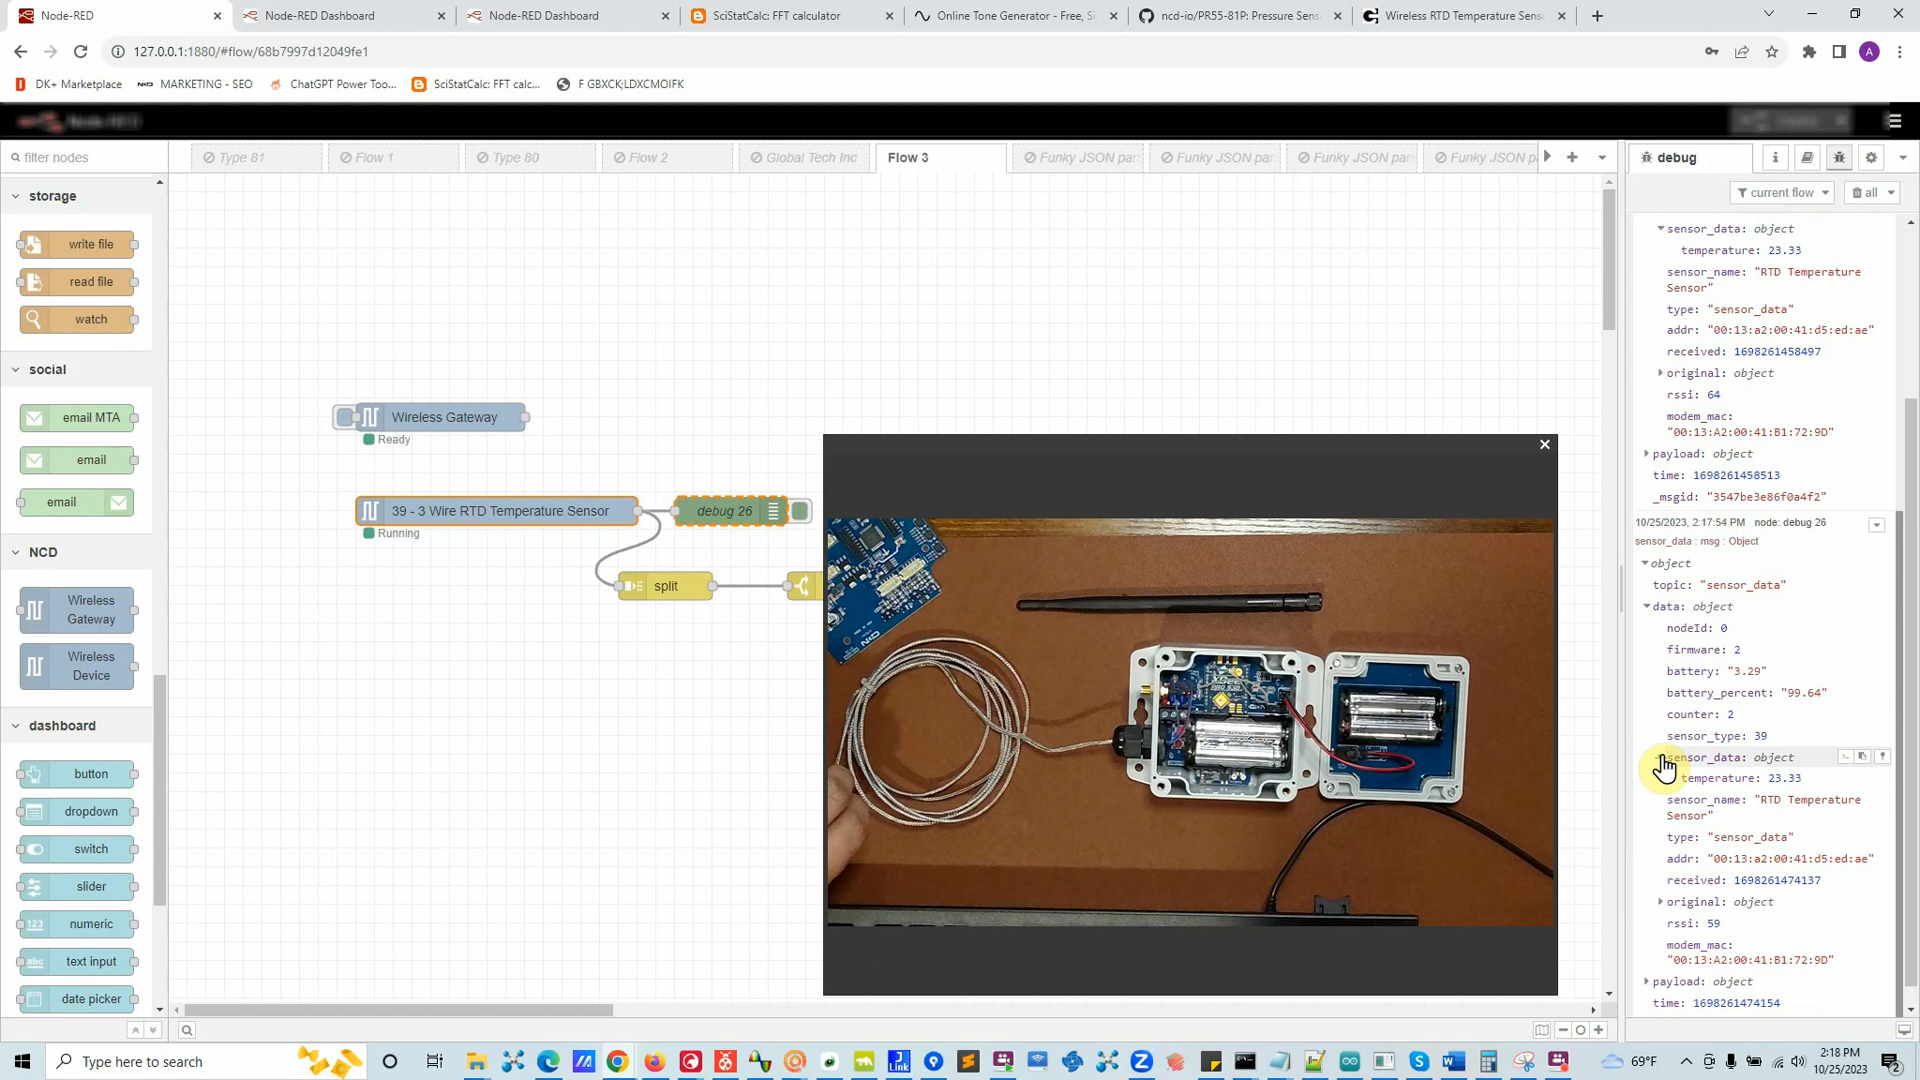 Node-RED
Node-RED Dashboard
Node-RED Dashboard
SciStatCalc: FFT calculator
Online Tone Generator - Free, Si
ncd-io/PR55-81P: Pressure Sens
Wireless RTD Temperature Senso
127.0.0.1:1880/#flow/68b7997d12049fe1
A
DK+ Marketplace
MARKETING - SEO
ChatGPT Power Too...
SciStatCalc: FFT calc...
F GBXCK;LDXCMOIFK
Node-RED
filter nodes
Type 81
Flow 1
Type 80
Flow 2
Global Tech Inc
Flow 3
Funky JSON par
Funky JSON par
Funky JSON par
Funky JSON p
debug
current flow
all
storage
write file
read file
watch
social
email MTA
email
email
NCD
Wireless
Gateway
Wireless
Device
dashboard
button
dropdown
switch
slider
numeric
text input
date picker
Wireless Gateway
Ready
39 - 3 Wire RTD Temperature Sensor
Running
debug 26
split
sensor_data: object
temperature: 23.33
sensor_name: "RTD Temperature
Sensor"
type: "sensor_data"
addr: "00:13:a2:00:41:d5:ed:ae"
received: 1698261458497
original: object
rssi: 64
modem_mac:
"00:13:A2:00:41:B1:72:9D"
payload: object
time: 1698261458513
_msgid: "3547be3e86f0a4f2"
10/25/2023, 2:17:54 PM node: debug 26
sensor_data : msg : Object
object
topic: "sensor_data"
data: object
nodeId: 0
firmware: 2
battery: "3.29"
battery_percent: "99.64"
counter: 2
sensor_type: 39
sensor_data: object
temperature: 23.33
sensor_name: "RTD Temperature
Sensor"
type: "sensor_data"
addr: "00:13:a2:00:41:d5:ed:ae"
received: 1698261474137
original: object
rssi: 59
modem_mac:
"00:13:A2:00:41:B1:72:9D"
payload: object
time: 1698261474154
Type here to search
69°F
2:18 PM
10/25/2023
2